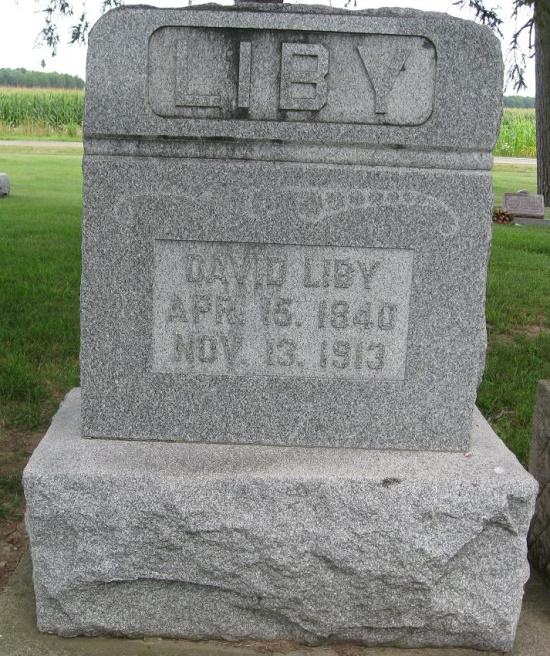 LIBY
DAVID LIBY
APR. 15. 1840
NOV. 13. 1913